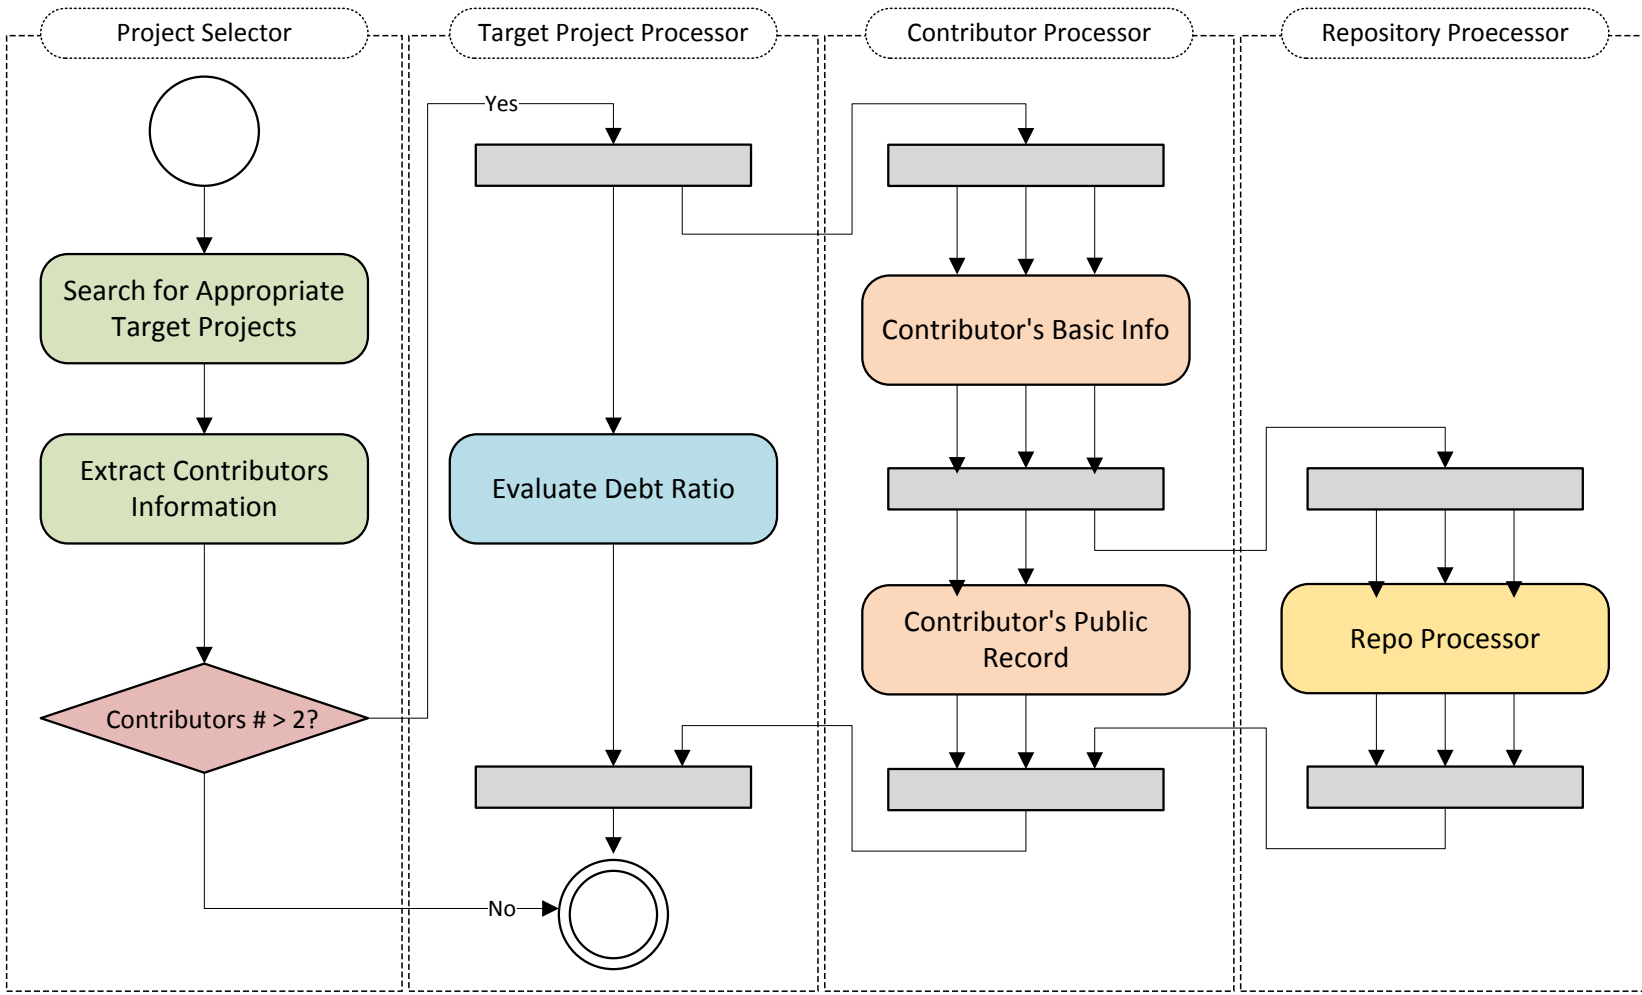 Project Selector
Target Project Processor
Contributor Processor
Repository Proecessor
Yes
Search for Appropriate
Target Projects
Contributor's Basic Info
Extract Contributors
Information
Evaluate Debt Ratio
Contributor's Public
Record
Repo Processor
Contributors # > 2?
No